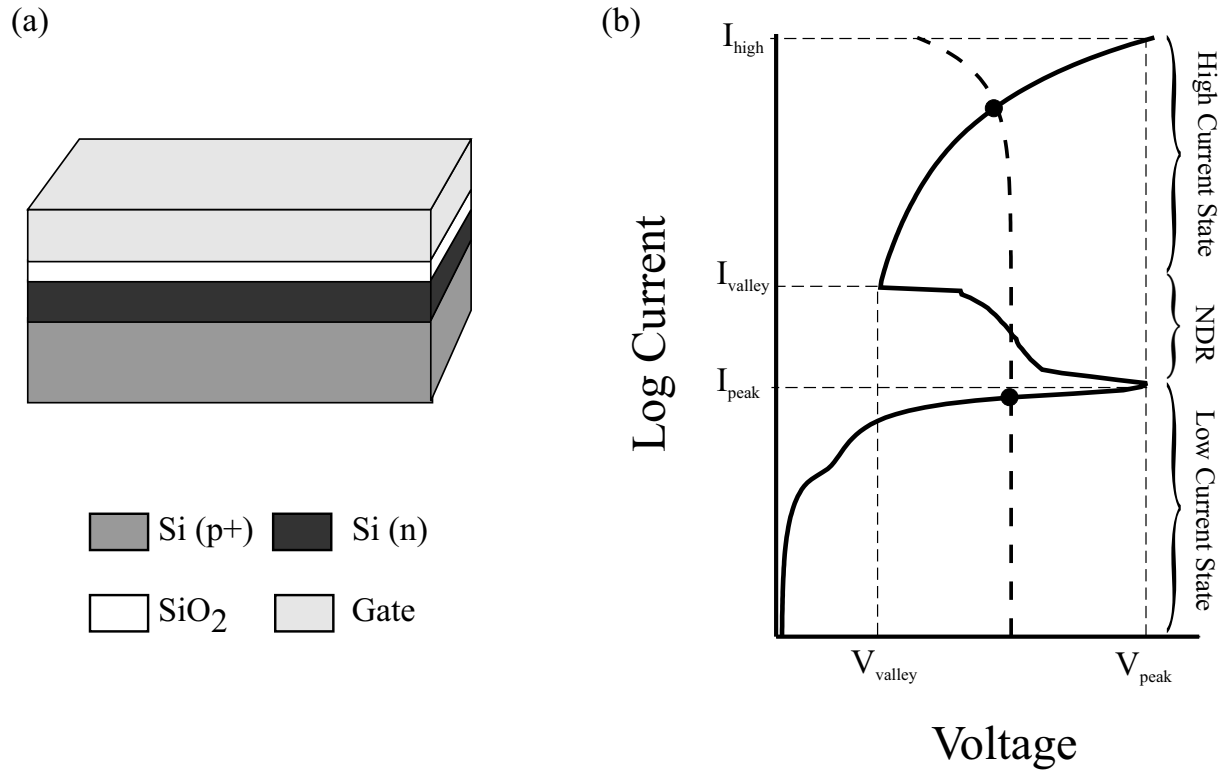 (a)
Si (p+)
Si (n)
SiO2
Gate
(b)
Ihigh
Ivalley
Ipeak
Log Current
Vvalley
Vpeak
Voltage
High Current State
NDR
Low Current State